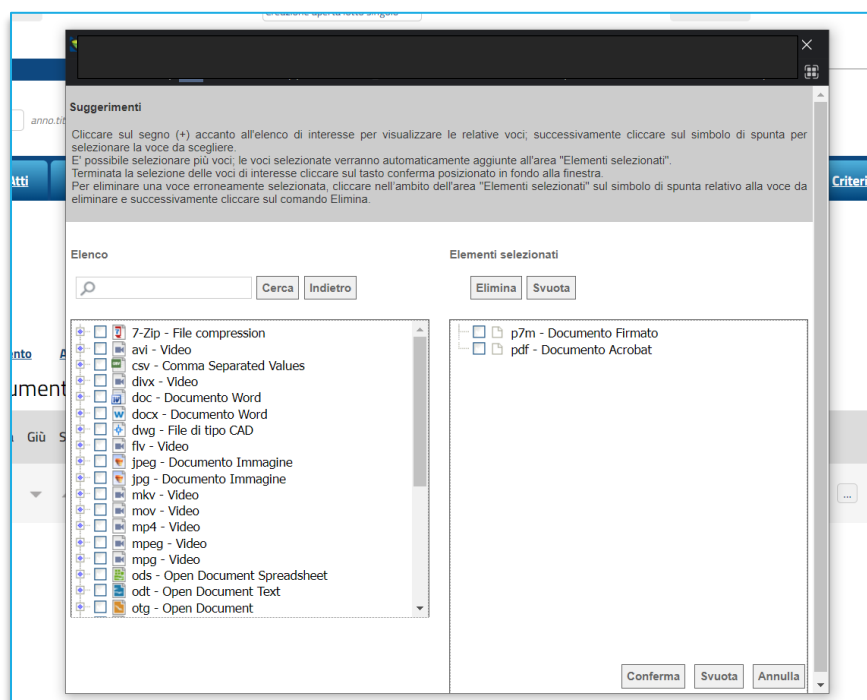 anno.tit
Atti
Criteri
Suggerimenti
Cliccare sul segno (+) accanto all'elenco di interesse per visualizzare le relative voci; successivamente cliccare sul simbolo di spunta per
selezionare la voce da scegliere.
E' possibile selezionare più voci; le voci selezionate verranno automaticamente aggiunte all'area "Elementi selezionati".
Terminata la selezione delle voci di interesse cliccare sul tasto conferma posizionato in fondo alla finestra.
Per eliminare una voce erroneamente selezionata, cliccare nell'ambito dell'area "Elementi selezionati" sul simbolo di spunta relativo alla voce da
eliminare e successivamente cliccare sul comando Elimina.
Elenco
Elementi selezionati
Cerca Indietro
Elimina Svuota
7-Zip - File compression
avi - Video
csv - Comma Separated Values
divx - Video
doc - Documento Word
docx - Documento Word
dwg - File di tipo CAD
flv - Video
jpeg - Documento Immagine
jpg - Documento Immagine
mkv - Video
mov - Video
mp4 - Video
mpeg - Video
mpg - Video
ods - Open Document Spreadsheet
odt - Open Document Text
otg - Open Document
p7m - Documento Firmato
pdf - Documento Acrobat
nto A
ument
Giù S
...
Conferma Svuota Annulla